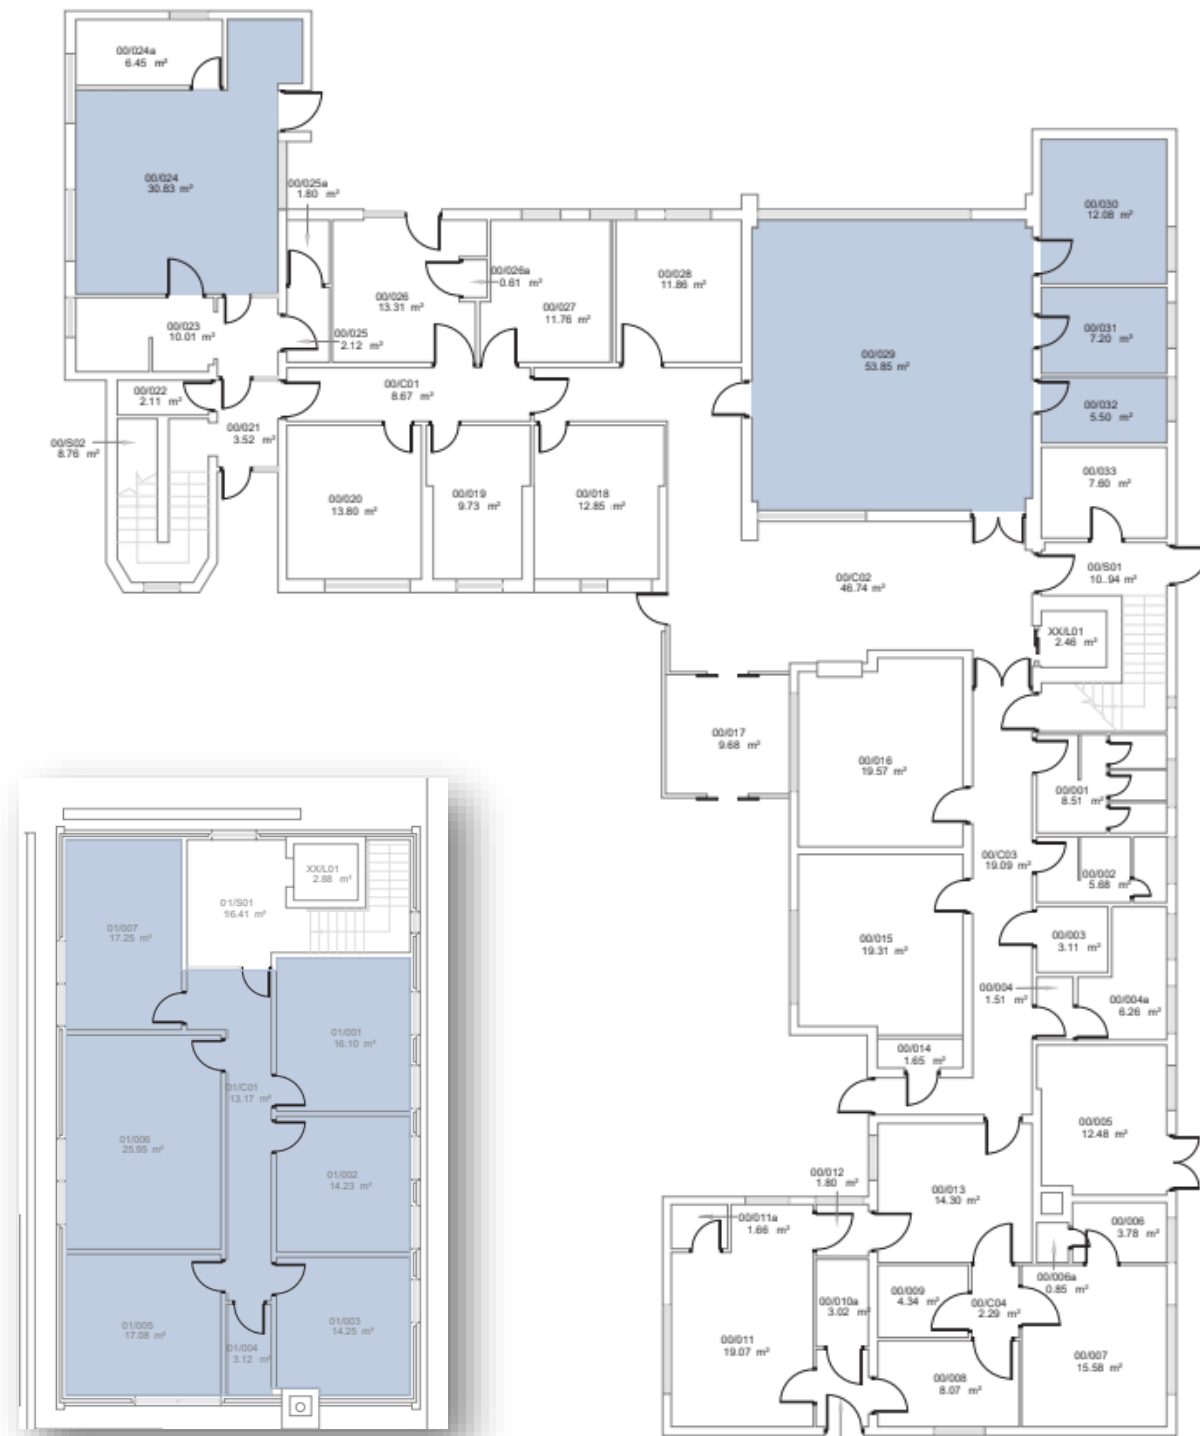 00/024a
6.45 m²
00/024
30.83 m²
00/025a
1.80 m²
00/030
12.08 m²
00/026a
0.61 m²
00/028
11.86 m²
00/026
13.31 m²
00/027
11.76 m²
00/023
10.01 m²
00/025
2.12 m²
00/031
7.20 m²
00/029
53.85 m²
00/022
2.11 m²
00/C01
8.67 m²
00/032
5.50 m²
00/021
3.52 m²
00/S02
8.76 m²
00/020
13.80 m²
00/019
9.73 m²
00/018
12.85 m²
00/033
7.60 m²
00/C02
46.74 m²
00/S01
10..94 m²
XX/L01
2.46 m²
00/017
9.68 m²
00/016
19.57 m²
00/001
8.51 m²
00/C03
19.09 m²
00/002
5.68 m²
00/015
19.31 m²
00/003
3.11 m²
00/004
1.51 m²
00/004a
6.26 m²
00/014
1.65 m²
00/005
12.48 m²
00/012
1.80 m²
00/013
14.30 m²
00/011a
1.66 m²
00/006
3.78 m²
00/006a
0.85 m²
00/009
4.34 m²
00/C04
2.29 m²
00/010a
3.02 m²
00/011
19.07 m²
00/007
15.58 m²
00/008
8.07 m²
XX/L01
2.88 m²
01/S01
16.41 m²
01/007
17.25 m²
01/001
16.10 m²
01/C01
13.17 m²
01/006
25.95 m²
01/002
14.23 m²
01/003
14.25 m²
01/005
17.08 m²
01/004
3.12 m²